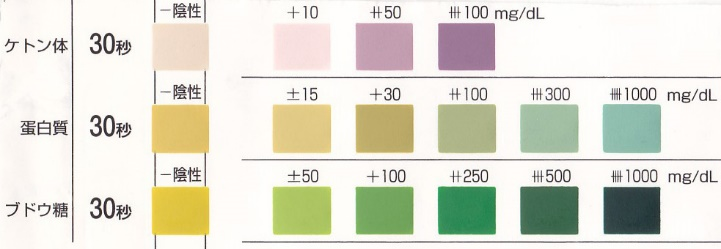 －陰性 ＋10 ⧺50 ⧻100 mg/dL
ケトン体 30秒
－陰性 ±15 ＋30 ⧺100 ⧻300 ⧻1000 mg/dL
蛋白質 30秒
－陰性 ±50 ＋100 ⧺250 ⧻500 ⧻1000 mg/dL
ブドウ糖 30秒